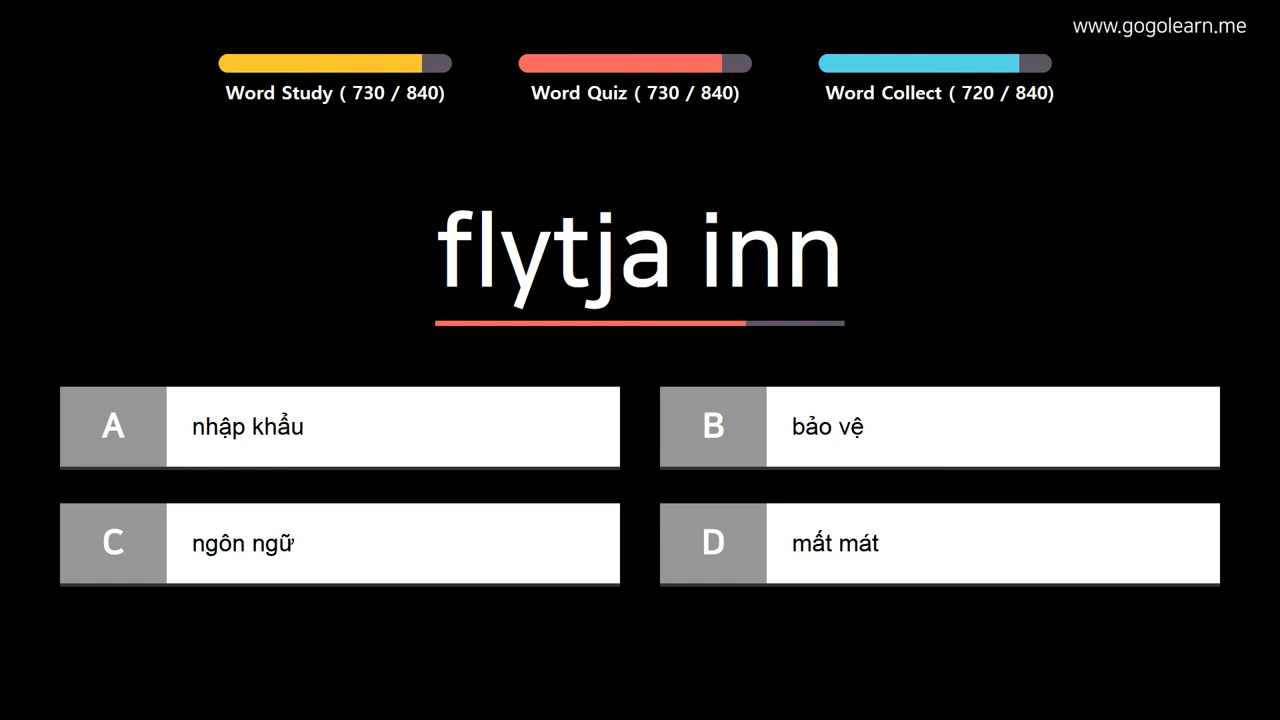 www.gogolearn.me
Word Study ( 730 / 840)
Word Quiz ( 730 / 840)
Word Collect ( 720 / 840)
flytja inn
A
nhập khẩu
B
bảo vệ
C
ngôn ngữ
D
mất mát